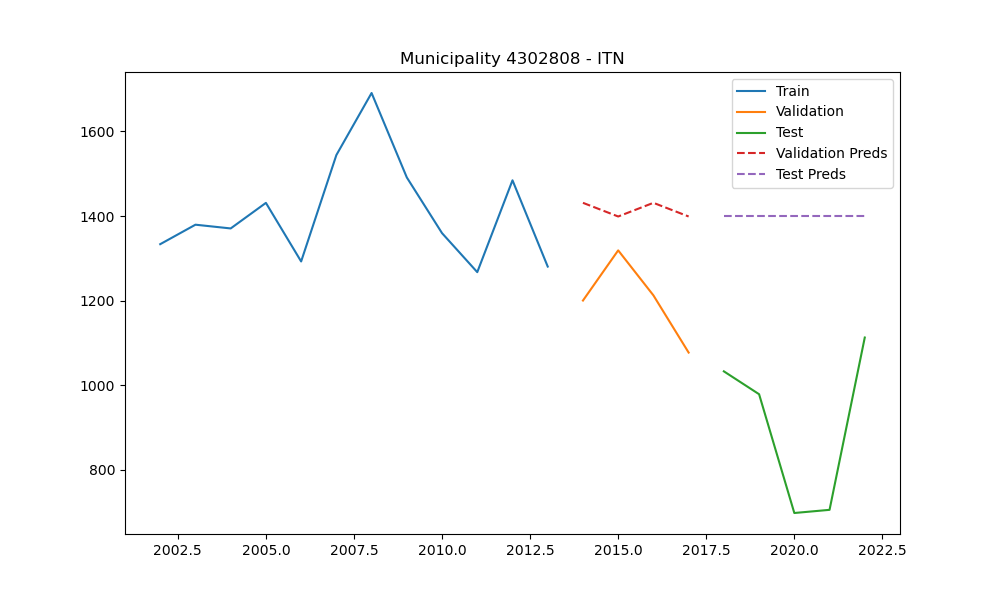 Municipality 4302808 - ITN
Train
Validation
Test
Validation Preds
Test Preds
1600
1400
1200
1000
800
2002.5 2005.0 2007.5 2010.0 2012.5 2015.0 2017.5 2020.0 2022.5